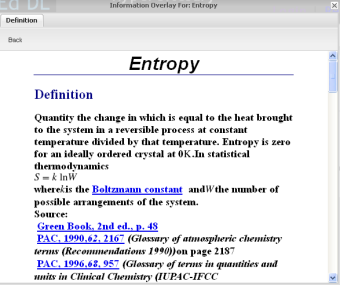 Ed DL
Information Overlay For: Entropy
Definition
Back
Entropy
Definition
Quantity the change in which is equal to the heat brought
to the system in a reversible process at constant
temperature divided by that temperature. Entropy is zero
for an ideally ordered crystal at 0K.In statistical
thermodynamics
S = k lnW
wherekis the Boltzmann constant andWthe number of
possible arrangements of the system.
Source:
Green Book, 2nd ed., p. 48
PAC, 1990,62, 2167 (Glossary of atmospheric chemistry
terms (Recommendations 1990))on page 2187
PAC, 1996,68, 957 (Glossary of terms in quantities and
units in Clinical Chemistry (IUPAC-IFCC